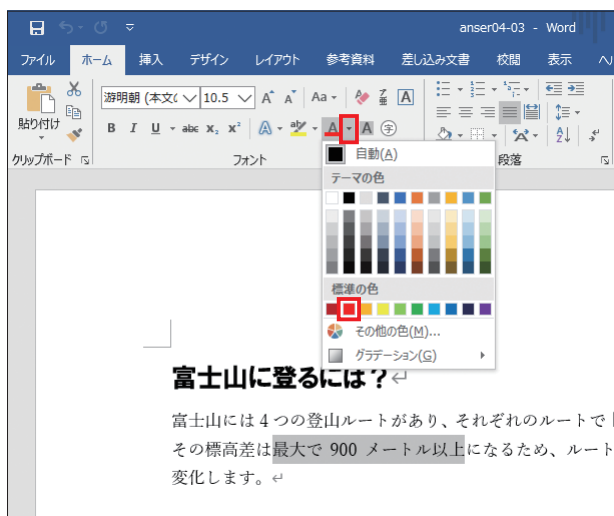 anser04-03 - Word
ファイル ホーム 挿入 デザイン レイアウト 参考資料 差し込み文書 校閲 表示 ヘ
貼り付け
游明朝 (本文の 10.5 A A Aa A
B I U abc x₂ x² A aby A A 字
クリップボード フォント 段落
自動(A)
テーマの色
標準の色
その他の色(M)...
グラデーション(G)
富士山に登るには？↵
富士山には４つの登山ルートがあり、それぞれのルートで
その標高差は最大で 900 メートル以上になるため、ルート
変化します。↵